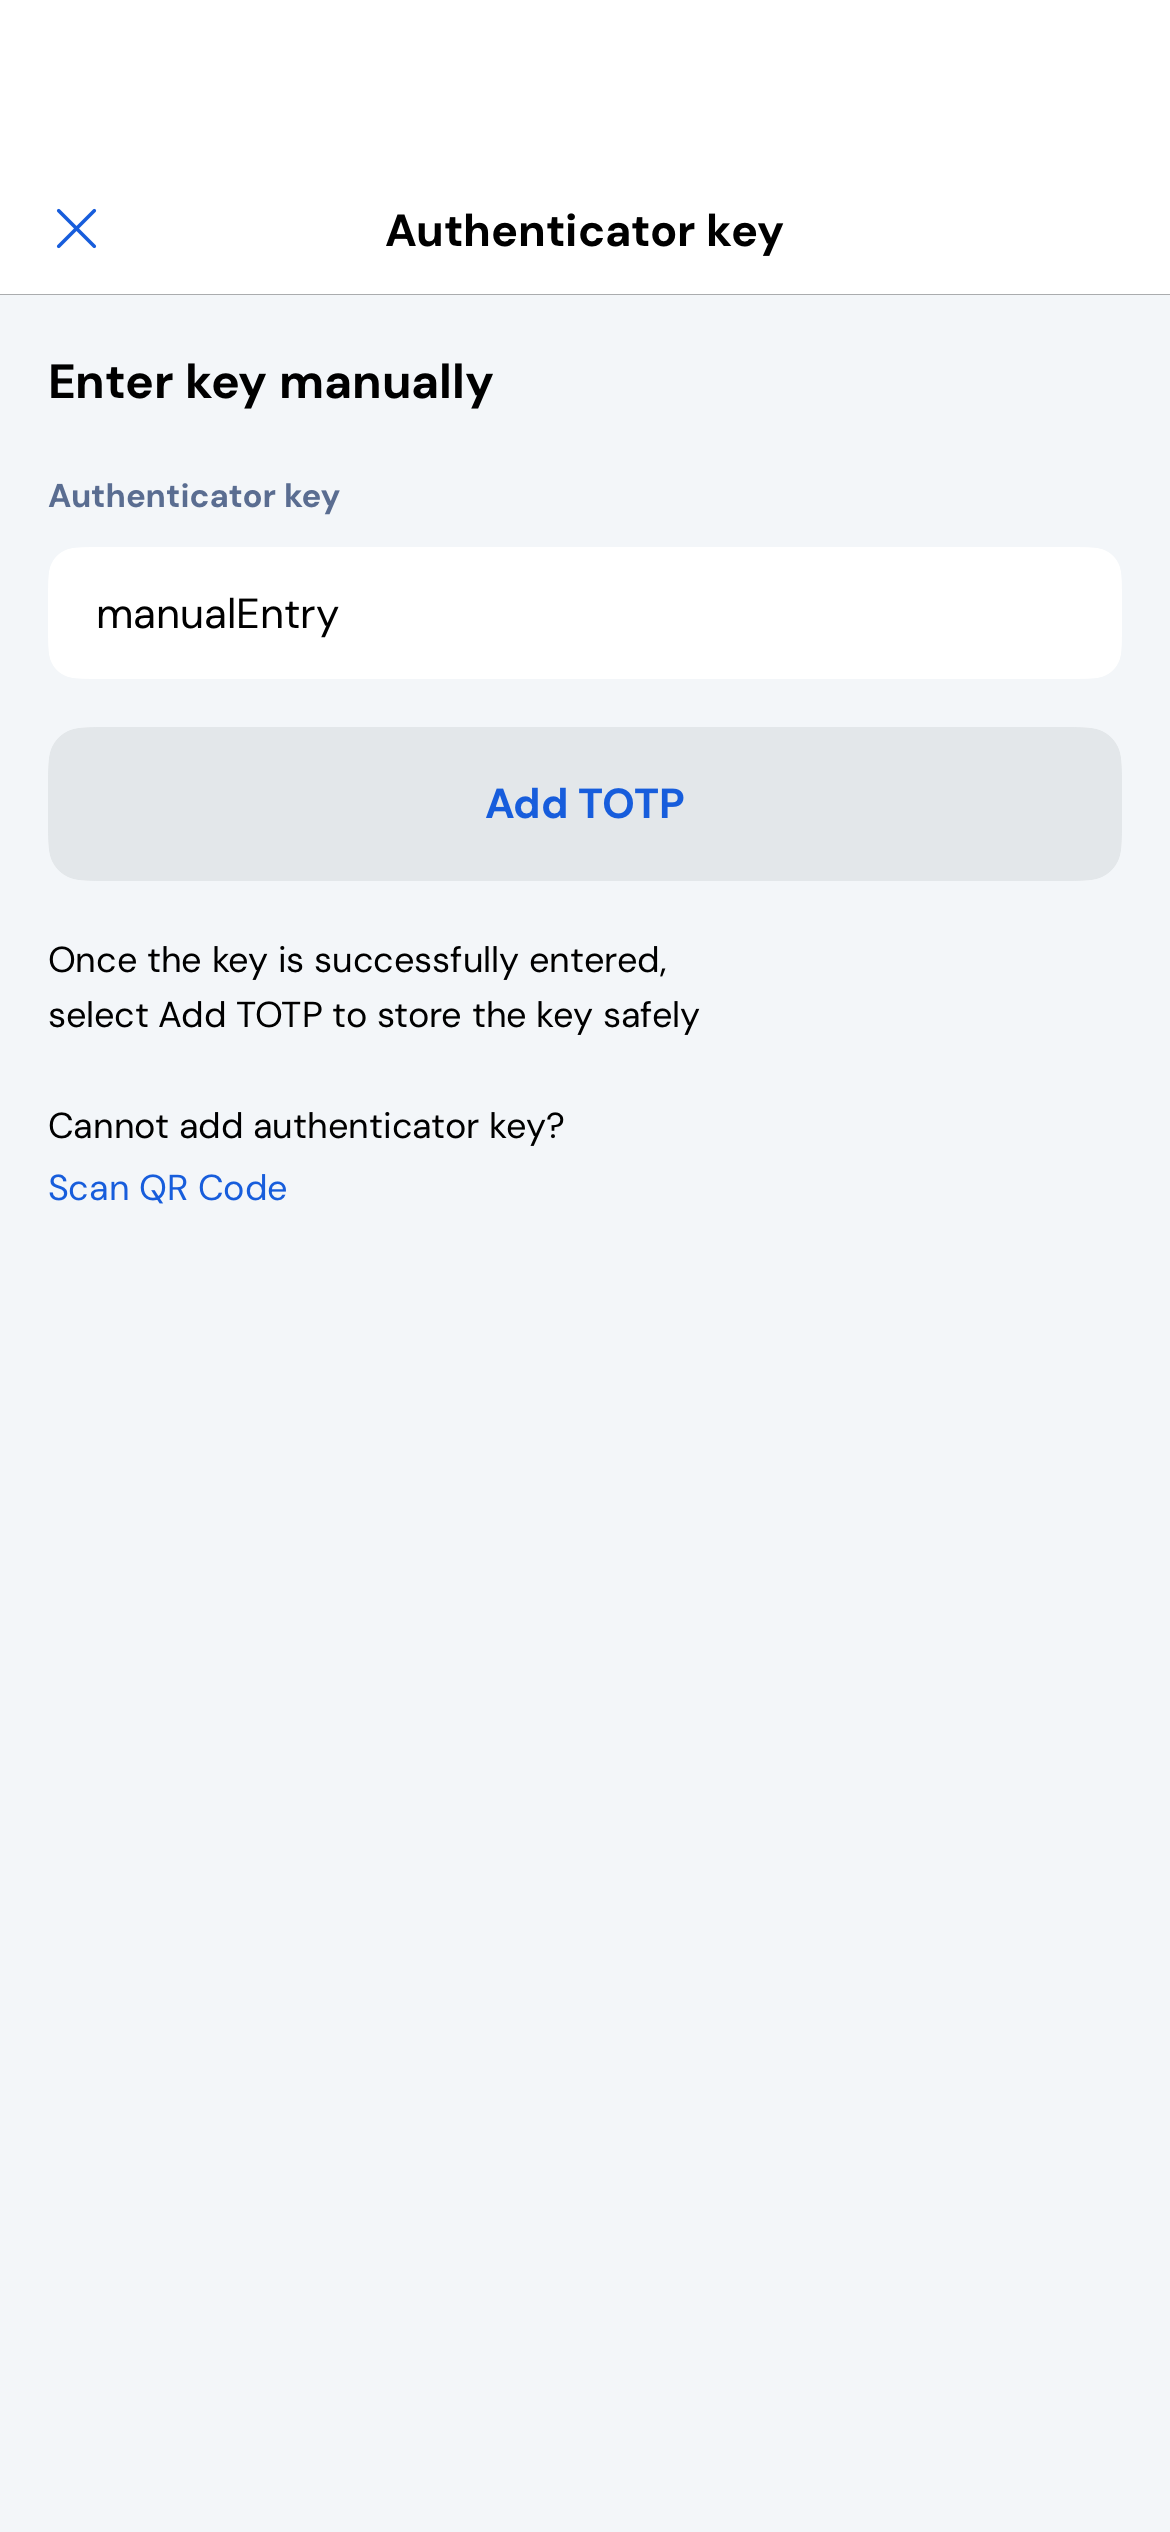 Authenticator key
Enter key manually
Authenticator key
manualEntry
Add TOTP
Once the key is successfully entered,
select Add TOTP to store the key safely
Cannot add authenticator key?
Scan QR Code